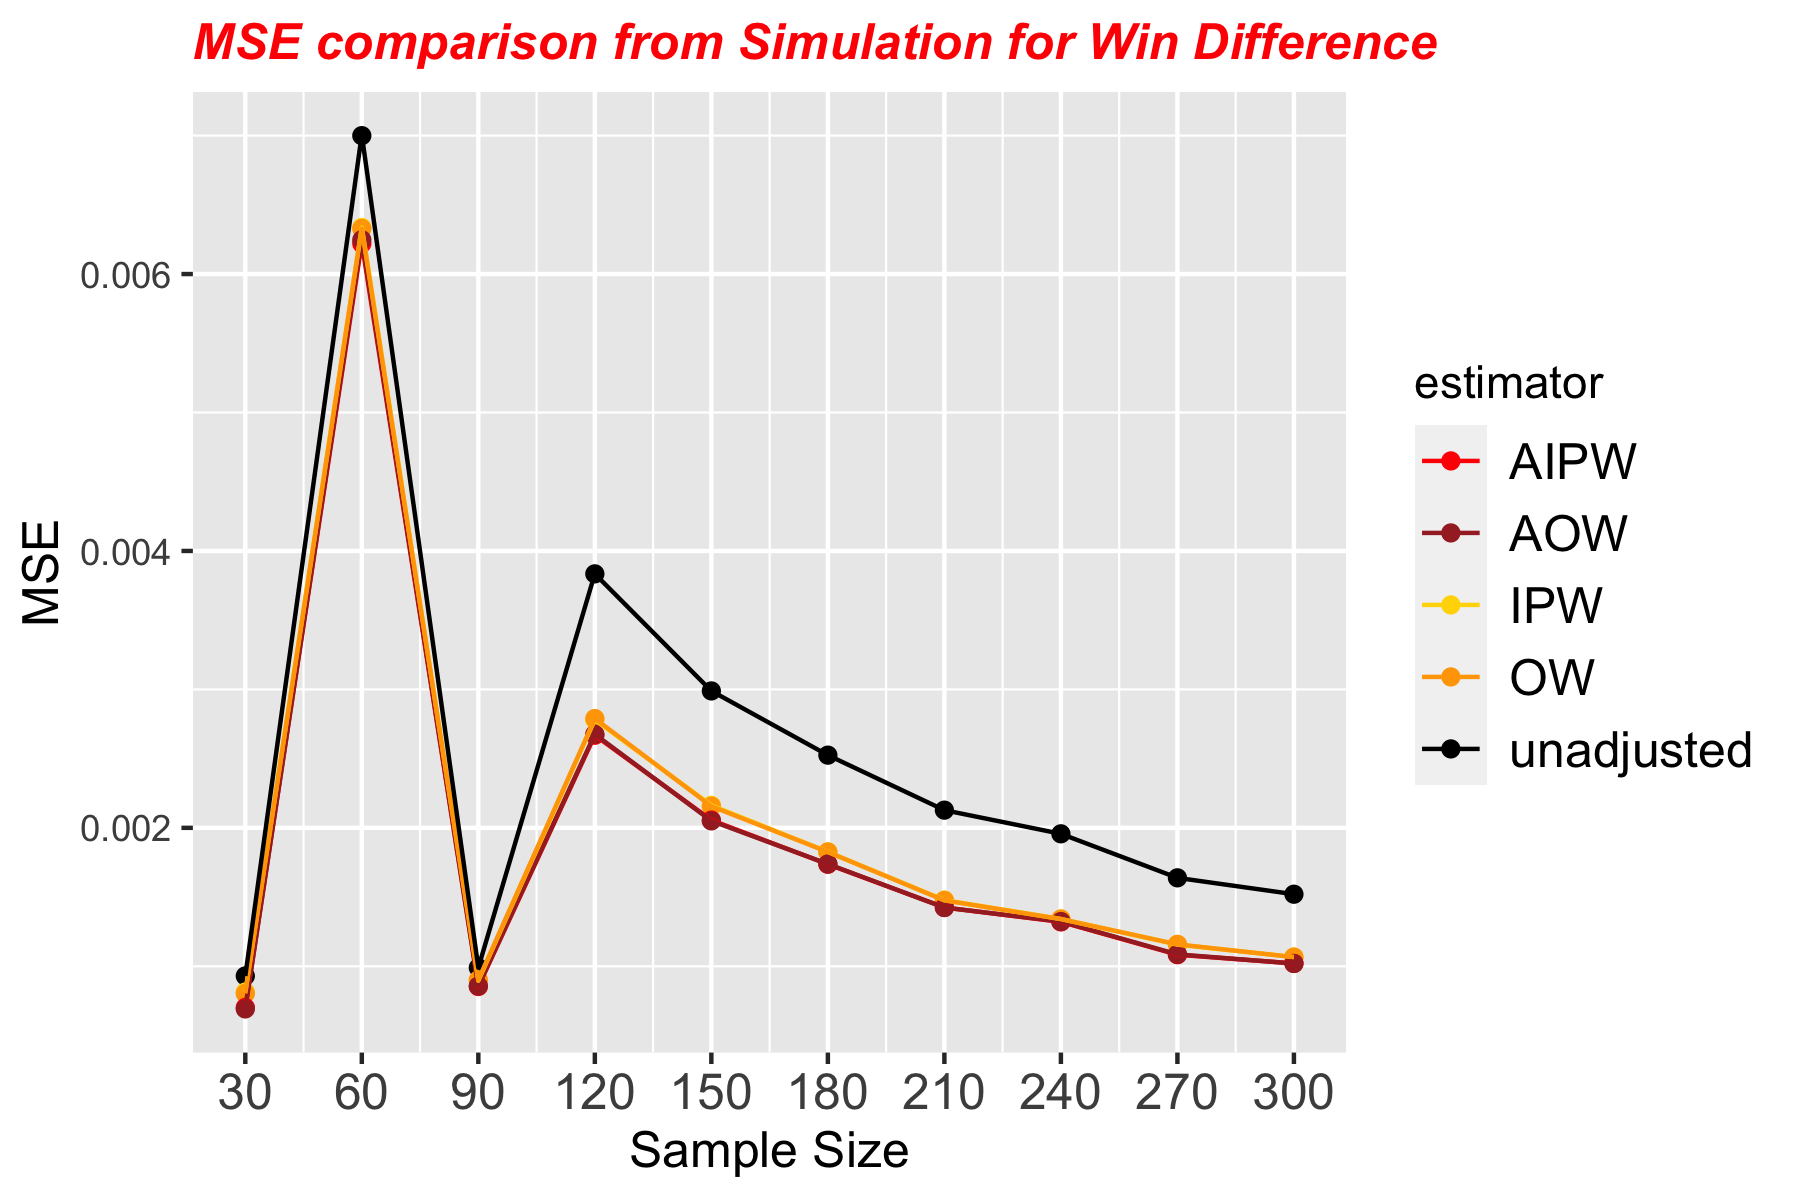 MSE comparison from Simulation for Win Difference
MSE
0.006
0.004
0.002
30 60 90 120 150 180 210 240 270 300
Sample Size
estimator
AIPW
AOW
IPW
OW
unadjusted